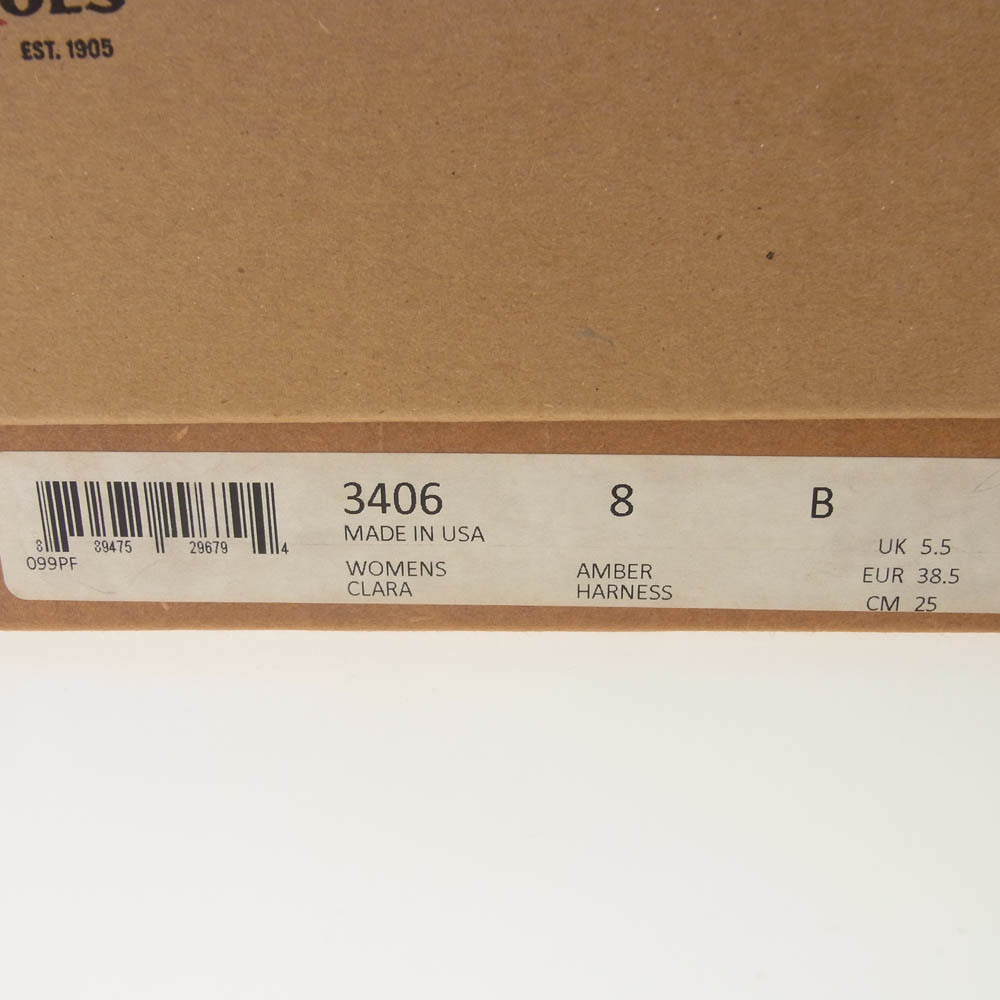 EST. 1905
3406 8 B
MADE IN USA
8 89475 29679 4
099PF
WOMENS AMBER
CLARA HARNESS
UK 5.5
EUR 38.5
CM 25